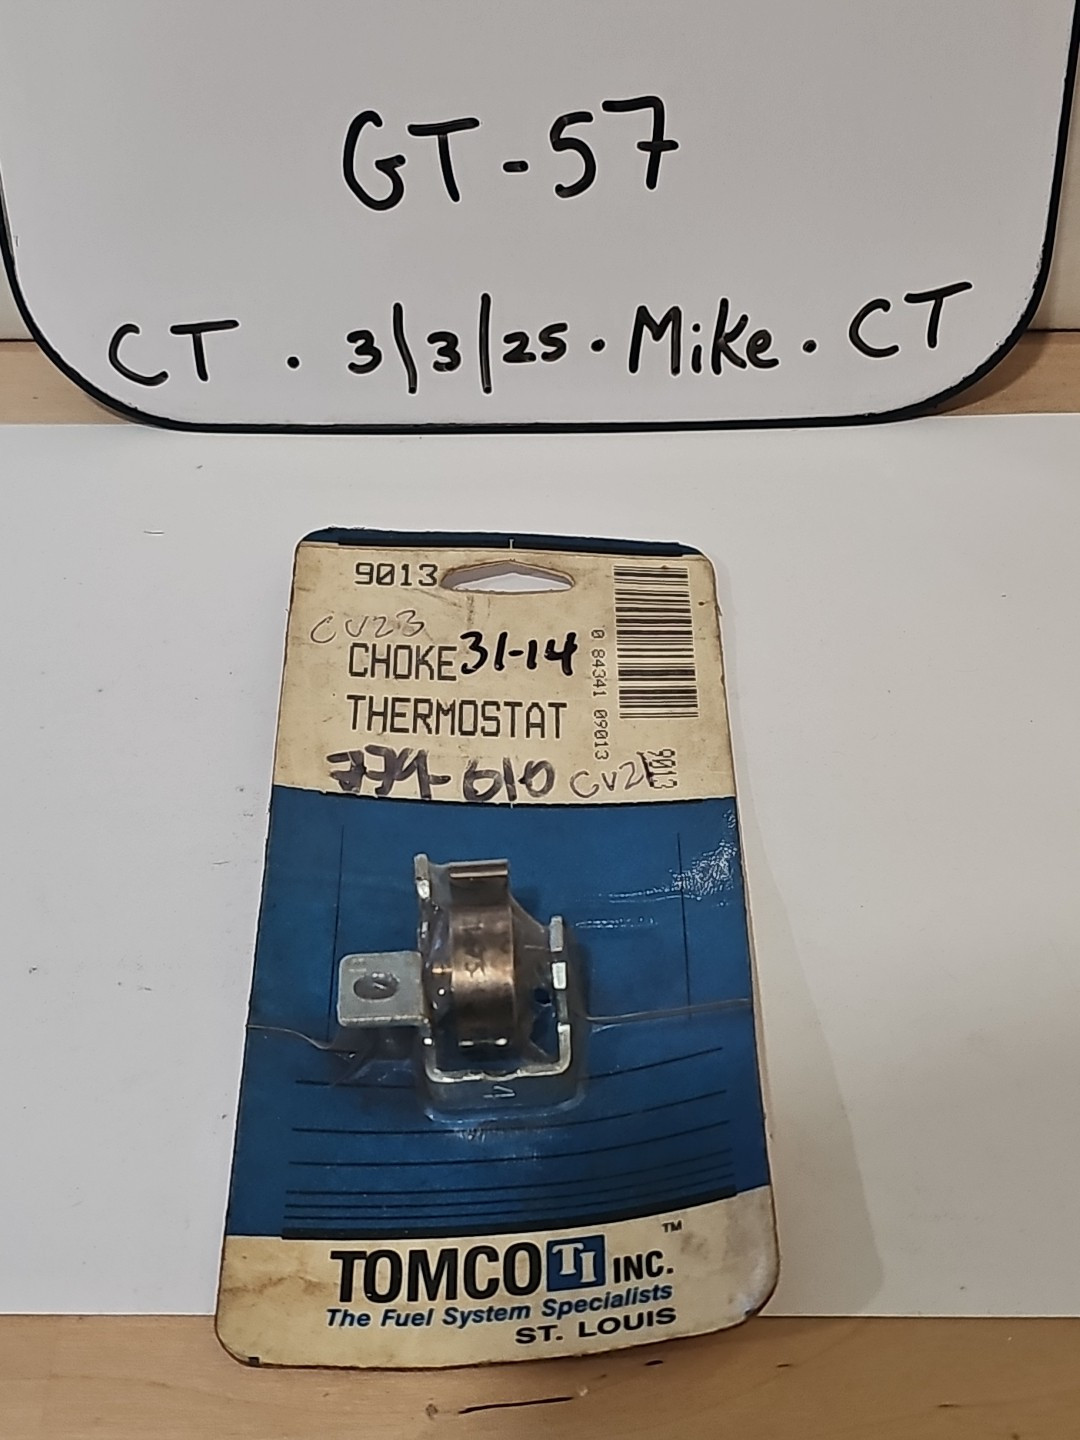 GT-57
CT . 3/3/25 . Mike . CT
9013
CV23
CHOKE 31-14
THERMOSTAT
0 84341 09013
9013
CV2
TOMCO TI INC.™
The Fuel System Specialists
ST. LOUIS